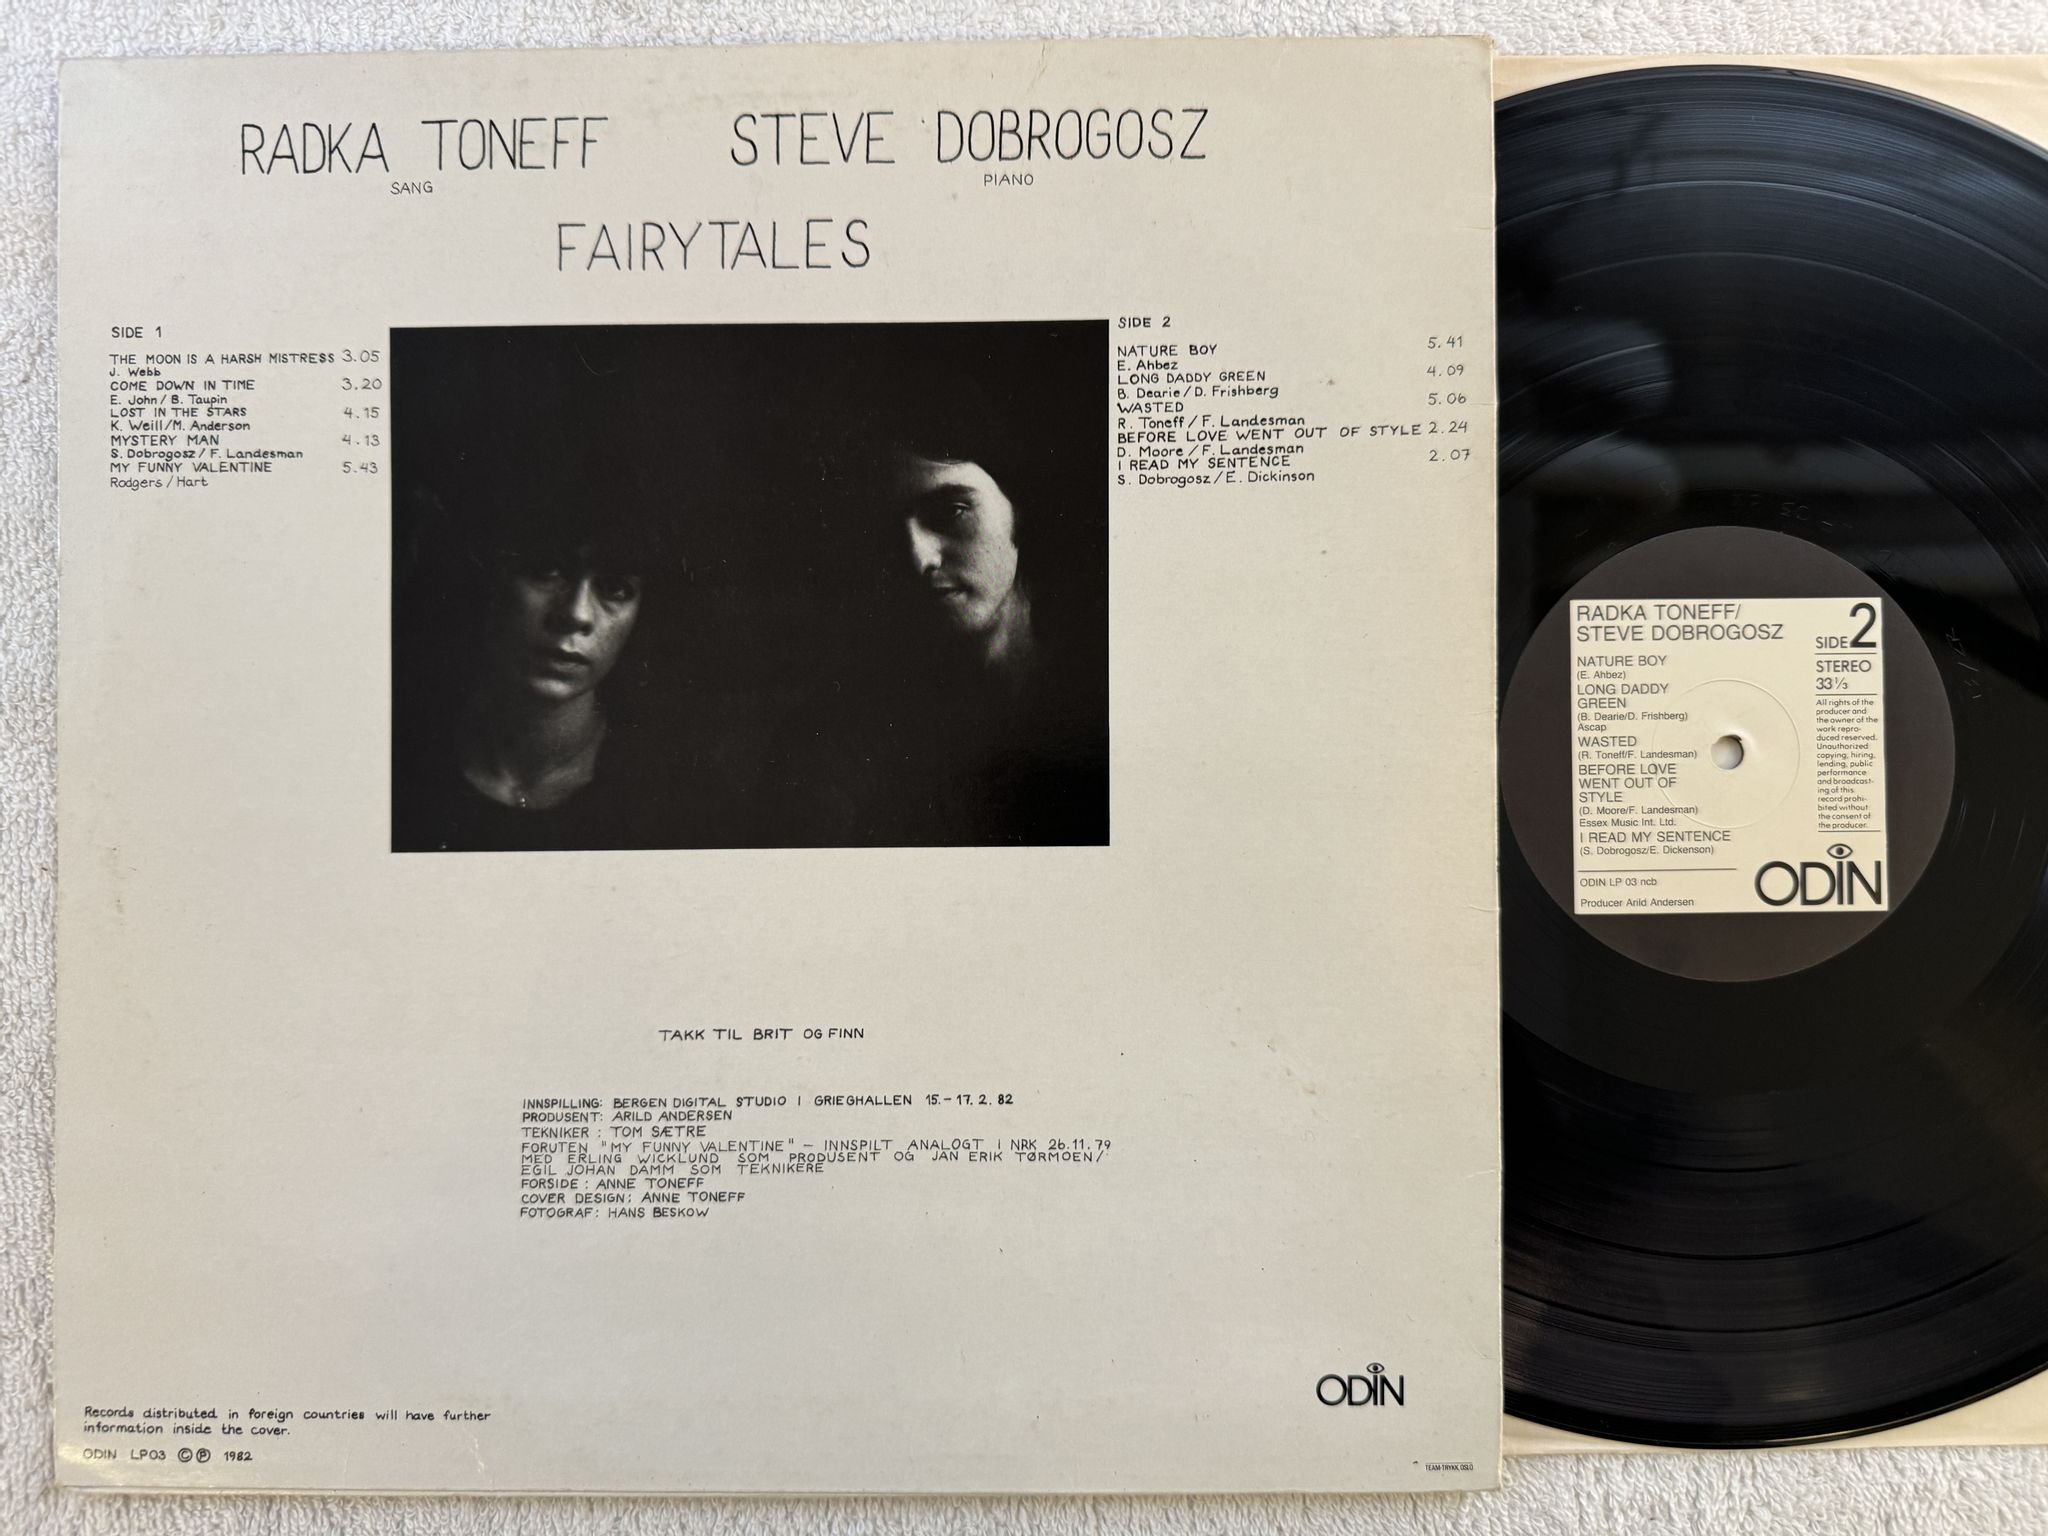 RADKA TONEFF STEVE DOBROGOSZ
SANG PIANO
FAIRYTALES
SIDE 1
THE MOON IS A HARSH MISTRESS 3.05
J. Webb
COME DOWN IN TIME 3.20
E. John/B. Taupin
LOST IN THE STARS 4.15
K. Weill/M. Anderson
MYSTERY MAN 4.13
S. Dobrogosz/F. Landesman
MY FUNNY VALENTINE 5.43
Rodgers/Hart
SIDE 2
NATURE BOY 5.41
E. Ahbez
LONG DADDY GREEN 4.09
B. Dearie/D. Frishberg
WASTED 5.06
R. Toneff/F. Landesman
BEFORE LOVE WENT OUT OF STYLE 2.24
D. Moore/F. Landesman
I READ MY SENTENCE 2.07
S. Dobrogosz/E. Dickinson
TAKK TIL BRIT OG FINN
INNSPILLING: BERGEN DIGITAL STUDIO I GRIEGHALLEN 15.-17.2.82
PRODUSENT: ARILD ANDERSEN
TEKNIKER: TOM SÆTRE
FORUTEN "MY FUNNY VALENTINE" – INNSPILT ANALOGT I NRK 26.11.79
MED ERLING WICKLUND SOM PRODUSENT OG JAN ERIK TØRMOEN/
EGIL JOHAN DAMM SOM TEKNIKERE
FORSIDE: ANNE TONEFF
COVER DESIGN: ANNE TONEFF
FOTOGRAF: HANS BESKOW
ODIN
Records distributed in foreign countries will have further
information inside the cover.
ODIN LP03 © ℗ 1982
TEAM-TRYKK, OSLO
RADKA TONEFF/
STEVE DOBROGOSZ
NATURE BOY
(E. Ahbez)
LONG DADDY
GREEN
(B. Dearie/D. Frishberg)
Ascap
WASTED
(R. Toneff/F. Landesman)
BEFORE LOVE
WENT OUT OF
STYLE
(D. Moore/F. Landesman)
Essex Music Int. Ltd.
I READ MY SENTENCE
(S. Dobrogosz/E. Dickenson)
ODIN LP 03 ncb
Producer Arild Andersen
SIDE 2
STEREO
33⅓
All rights of the
producer and
the owner of the
work repro-
duced reserved.
Unauthorized
copying, hiring,
lending, public
performance
and broadcast-
ing of this
record prohi-
bited without
the consent of
the producer.
ODIN